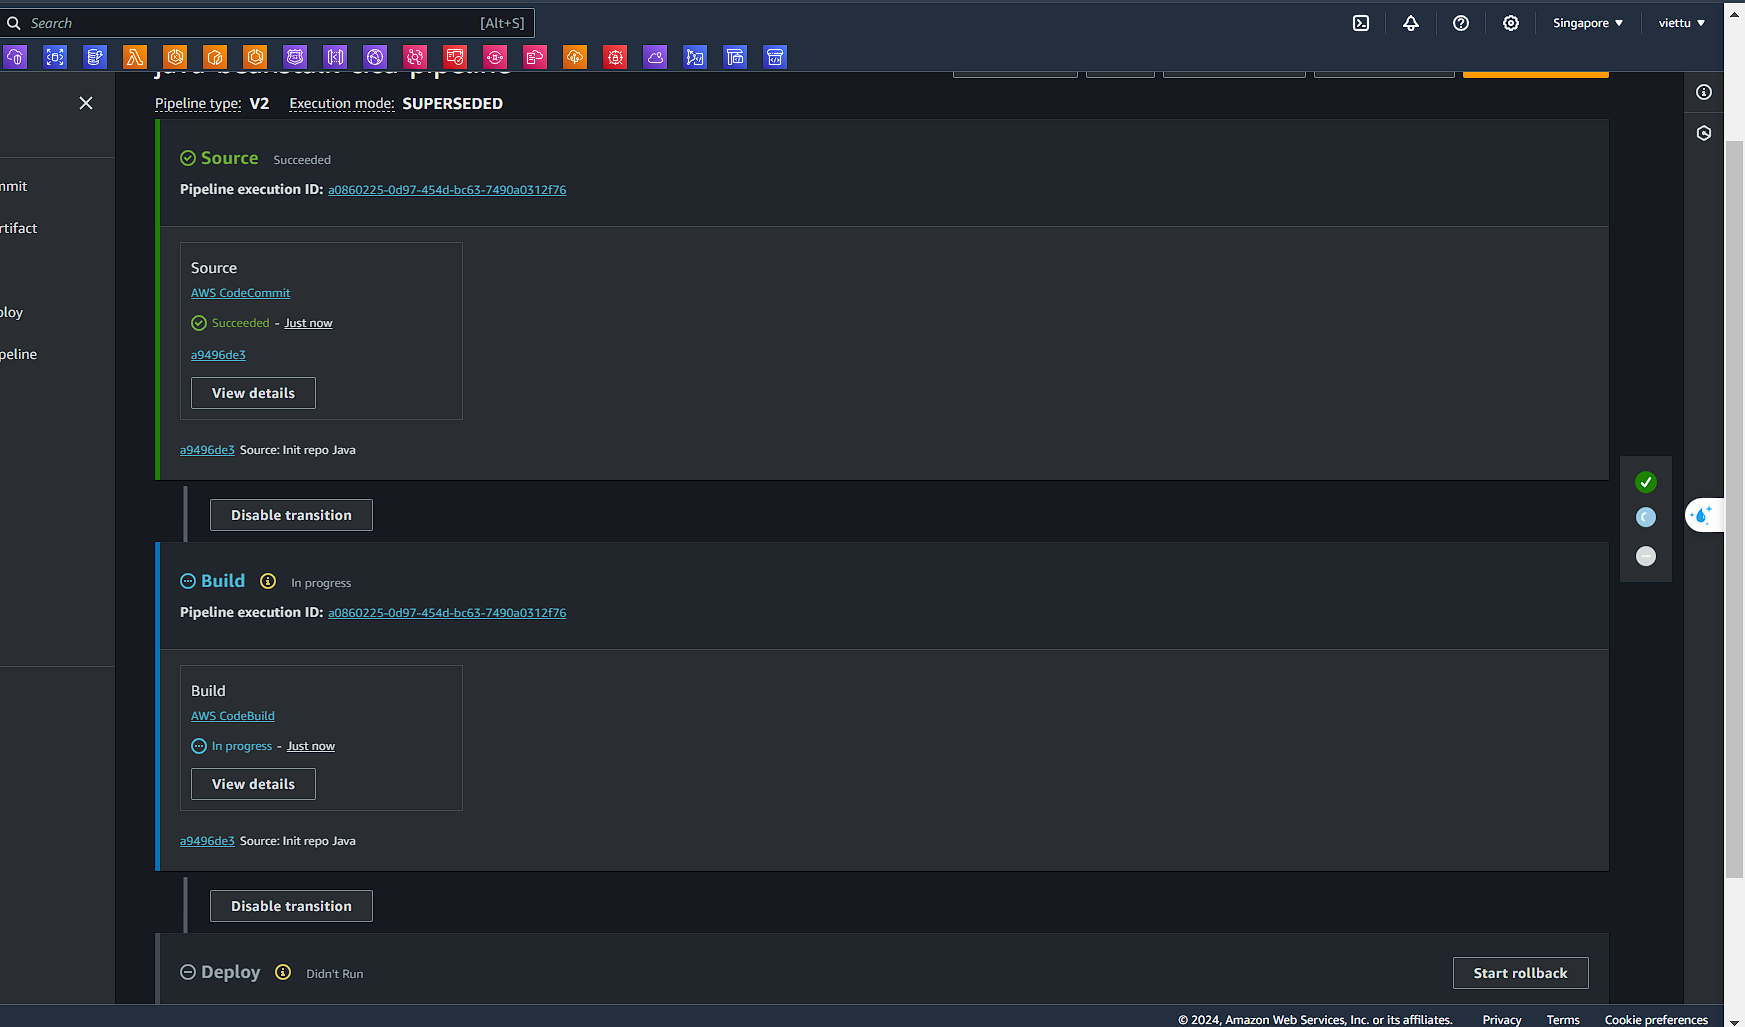 Search [Alt+S] Singapore viettu
Pipeline type: V2 Execution mode: SUPERSEDED
Source Succeeded
Pipeline execution ID: a0860225-0d97-454d-bc63-7490a0312f76
mmit
rtifact
ploy
peline
Source
AWS CodeCommit
Succeeded - Just now
a9496de3
View details
a9496de3 Source: Init repo Java
Disable transition
Build In progress
Pipeline execution ID: a0860225-0d97-454d-bc63-7490a0312f76
Build
AWS CodeBuild
In progress - Just now
View details
a9496de3 Source: Init repo Java
Disable transition
Deploy Didn't Run Start rollback
© 2024, Amazon Web Services, Inc. or its affiliates. Privacy Terms Cookie preferences